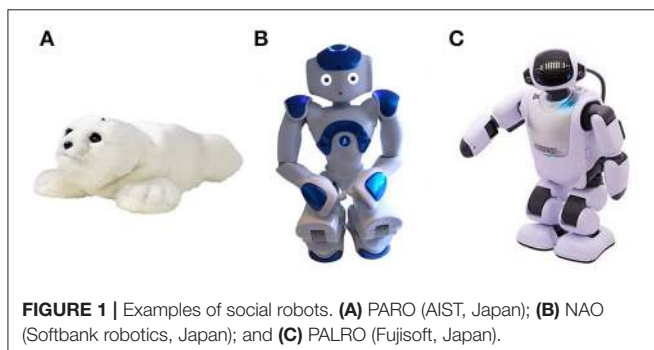 A B C
FIGURE 1 | Examples of social robots. (A) PARO (AIST, Japan); (B) NAO
(Softbank robotics, Japan); and (C) PALRO (Fujisoft, Japan).